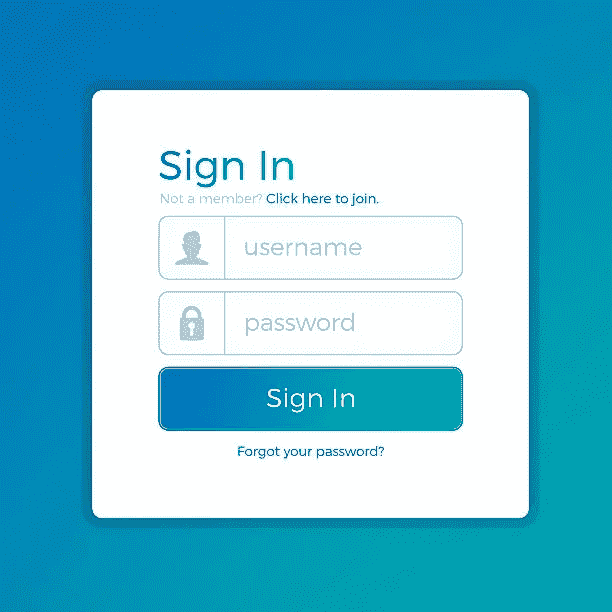 Sign In
Not a member? Click here to join.
username
password
Sign In
Forgot your password?